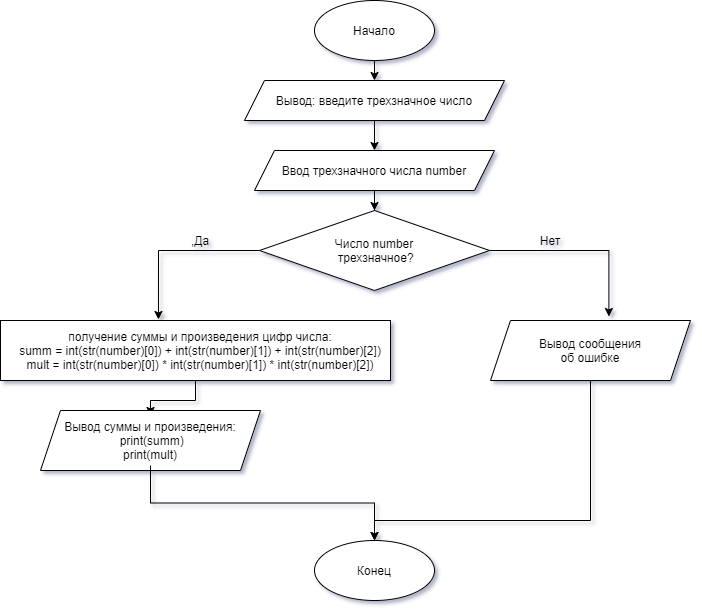 Начало
Вывод: введите трехзначное число
Ввод трехзначного числа number
Число number
трехзначное?
,Да
Нет
получение суммы и произведения цифр числа:
summ = int(str(number)[0]) + int(str(number)[1]) + int(str(number)[2])
mult = int(str(number)[0]) * int(str(number)[1]) * int(str(number)[2])
Вывод сообщения
об ошибке
Вывод суммы и произведения:
print(summ)
print(mult)
Конец